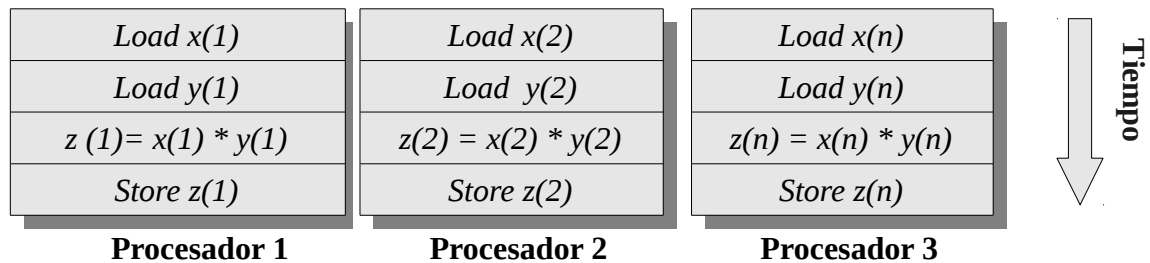 Load x(1)
Load y(1)
z (1)= x(1) * y(1)
Store z(1)
Procesador 1
Load x(2)
Load  y(2)
z(2) = x(2) * y(2)
Store z(2)
Procesador 2
Load x(n)
Load y(n)
z(n) = x(n) * y(n)
Store z(n)
Procesador 3
Tiempo